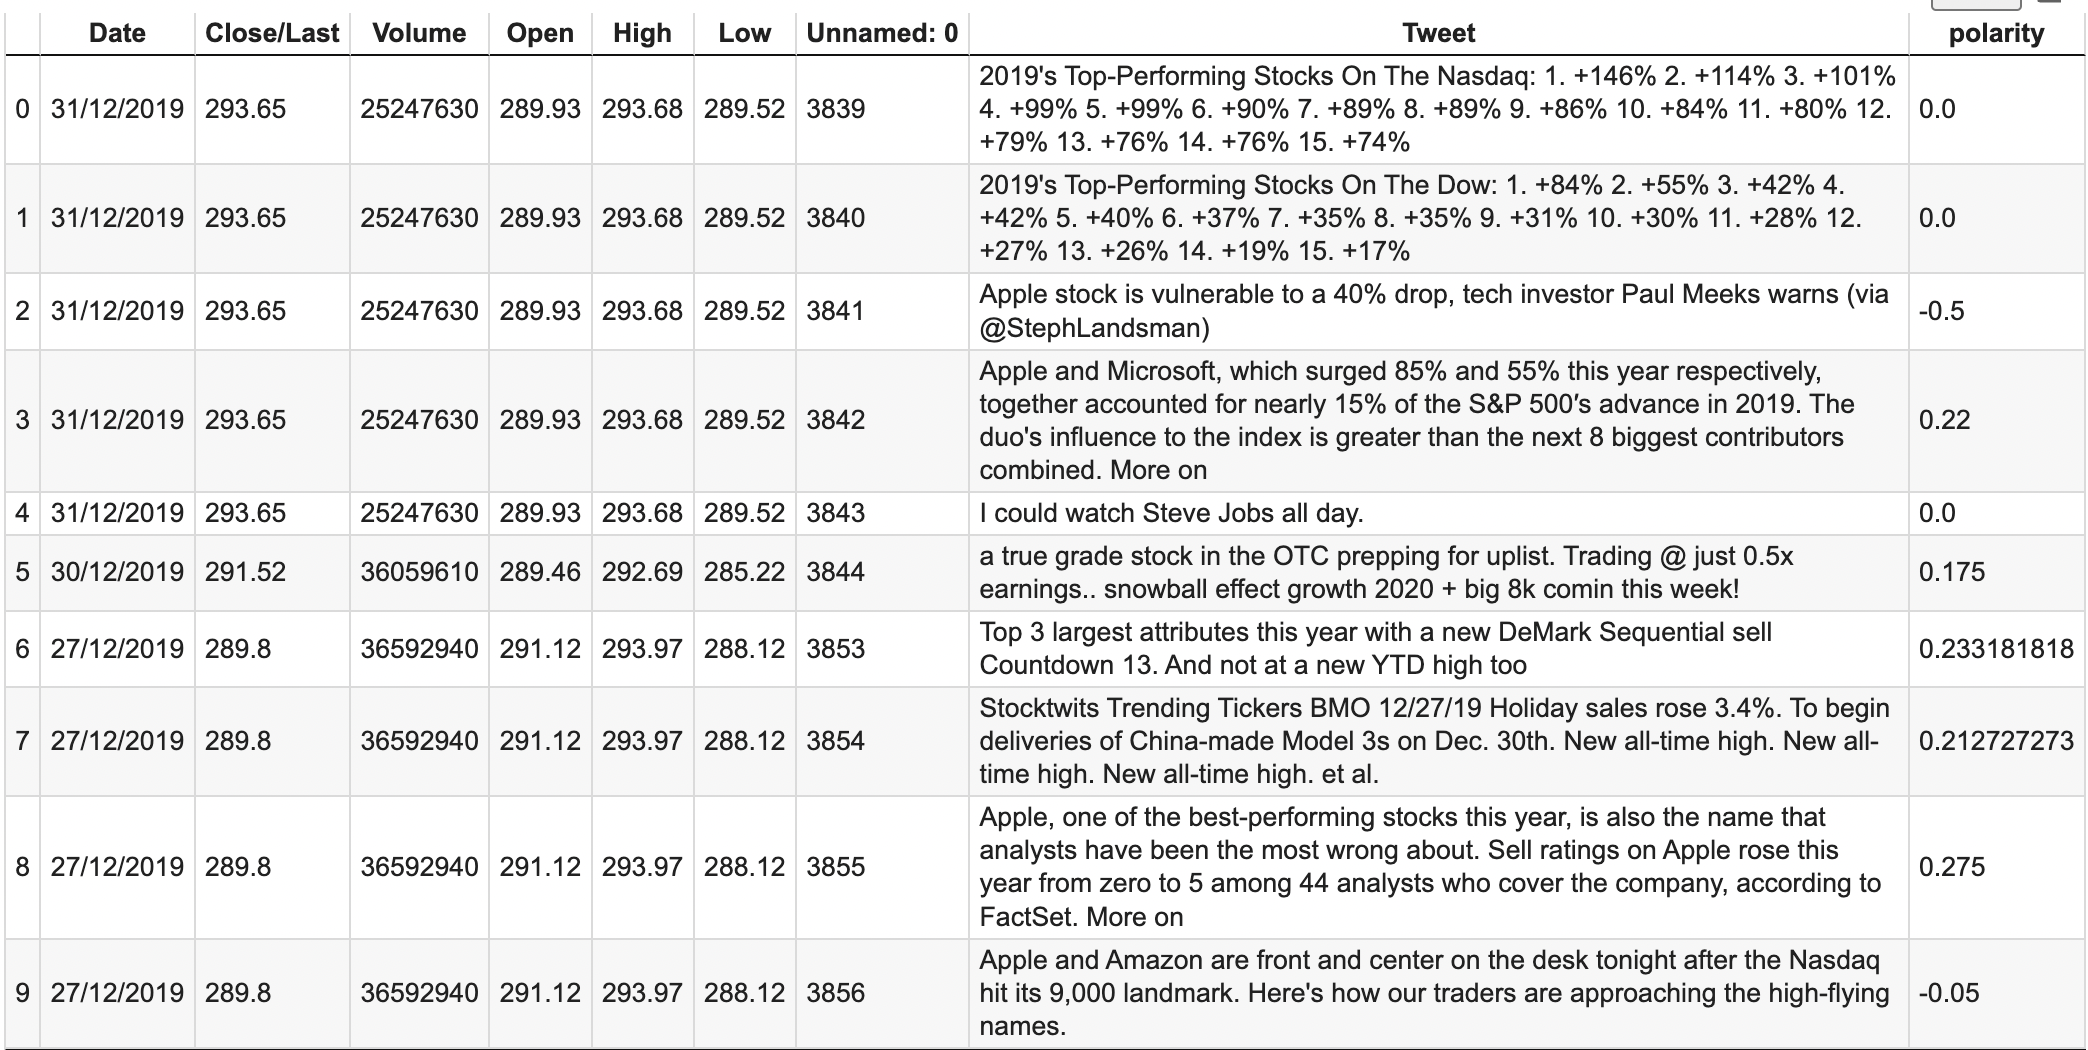 Date Close/Last Volume Open High Low Unnamed: 0 Tweet polarity
0 31/12/2019 293.65 25247630 289.93 293.68 289.52 3839 2019's Top-Performing Stocks On The Nasdaq: 1. +146% 2. +114% 3. +101%
4. +99% 5. +99% 6. +90% 7. +89% 8. +89% 9. +86% 10. +84% 11. +80% 12.
+79% 13. +76% 14. +76% 15. +74% 0.0
1 31/12/2019 293.65 25247630 289.93 293.68 289.52 3840 2019's Top-Performing Stocks On The Dow: 1. +84% 2. +55% 3. +42% 4.
+42% 5. +40% 6. +37% 7. +35% 8. +35% 9. +31% 10. +30% 11. +28% 12.
+27% 13. +26% 14. +19% 15. +17% 0.0
2 31/12/2019 293.65 25247630 289.93 293.68 289.52 3841 Apple stock is vulnerable to a 40% drop, tech investor Paul Meeks warns (via
@StephLandsman) -0.5
3 31/12/2019 293.65 25247630 289.93 293.68 289.52 3842 Apple and Microsoft, which surged 85% and 55% this year respectively,
together accounted for nearly 15% of the S&P 500′s advance in 2019. The
duo's influence to the index is greater than the next 8 biggest contributors
combined. More on 0.22
4 31/12/2019 293.65 25247630 289.93 293.68 289.52 3843 I could watch Steve Jobs all day. 0.0
5 30/12/2019 291.52 36059610 289.46 292.69 285.22 3844 a true grade stock in the OTC prepping for uplist. Trading @ just 0.5x
earnings.. snowball effect growth 2020 + big 8k comin this week! 0.175
6 27/12/2019 289.8 36592940 291.12 293.97 288.12 3853 Top 3 largest attributes this year with a new DeMark Sequential sell
Countdown 13. And not at a new YTD high too 0.233181818
7 27/12/2019 289.8 36592940 291.12 293.97 288.12 3854 Stocktwits Trending Tickers BMO 12/27/19 Holiday sales rose 3.4%. To begin
deliveries of China-made Model 3s on Dec. 30th. New all-time high. New all-
time high. New all-time high. et al. 0.212727273
8 27/12/2019 289.8 36592940 291.12 293.97 288.12 3855 Apple, one of the best-performing stocks this year, is also the name that
analysts have been the most wrong about. Sell ratings on Apple rose this
year from zero to 5 among 44 analysts who cover the company, according to
FactSet. More on 0.275
9 27/12/2019 289.8 36592940 291.12 293.97 288.12 3856 Apple and Amazon are front and center on the desk tonight after the Nasdaq
hit its 9,000 landmark. Here's how our traders are approaching the high-flying
names. -0.05